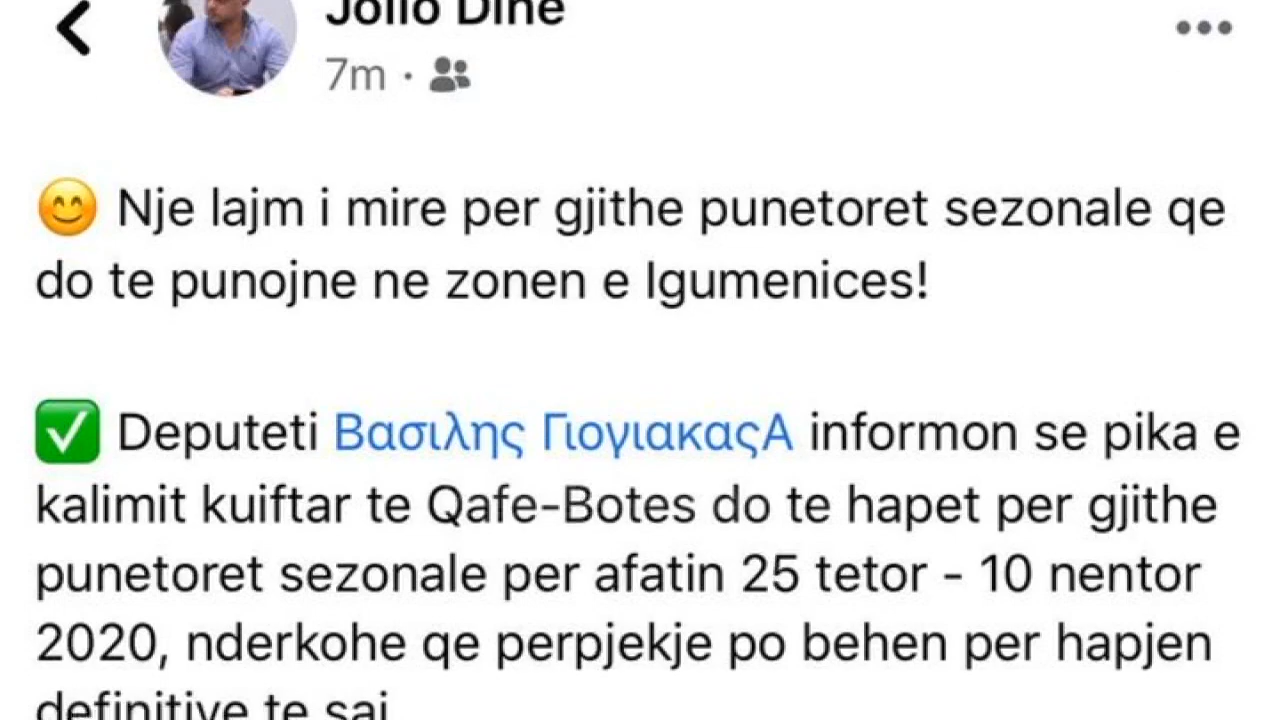 Jollo Dine
7m ·
😊 Nje lajm i mire per gjithe punetoret sezonale qe
do te punojne ne zonen e Igumenices!
✅ Deputeti Βασιλης ΓιογιακαςΑ informon se pika e
kalimit kuiftar te Qafe-Botes do te hapet per gjithe
punetoret sezonale per afatin 25 tetor - 10 nentor
2020, nderkohe qe perpjekje po behen per hapjen
definitive te saj